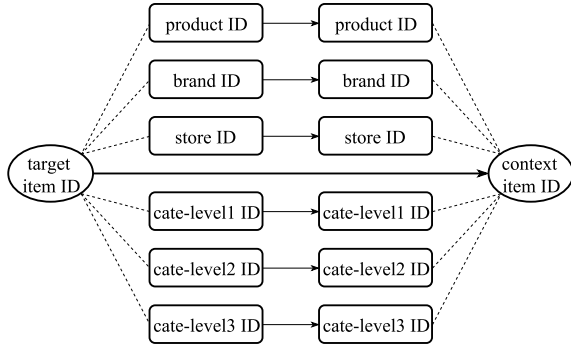 product ID
product ID
brand ID
brand ID
store ID
store ID
target
item ID
context
item ID
cate-level1 ID
cate-level1 ID
cate-level2 ID
cate-level2 ID
cate-level3 ID
cate-level3 ID